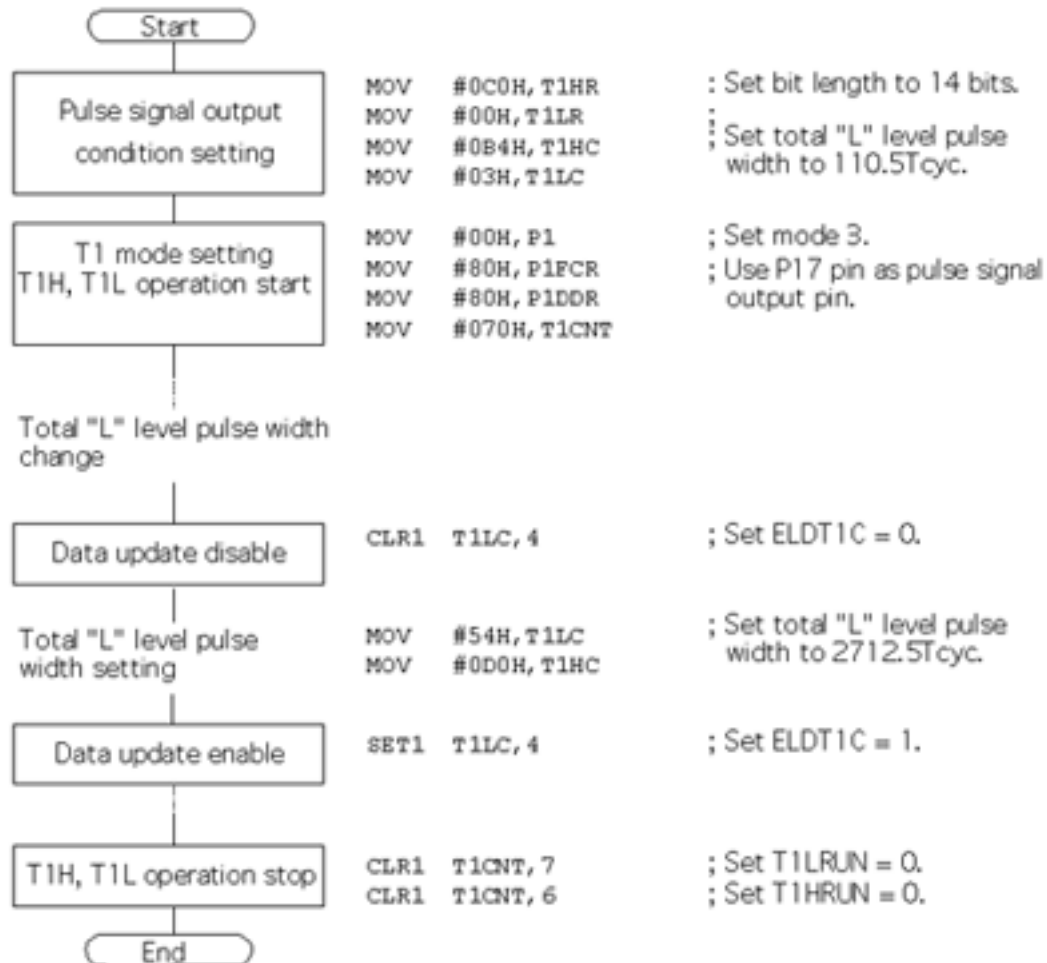 Start
Pulse signal output
condition setting
MOV #0C0H, T1HR ; Set bit length to 14 bits.
MOV #00H, T1LR ;
MOV #0B4H, T1HC ; Set total "L" level pulse
MOV #03H, T1LC width to 110.5Tcyc.
T1 mode setting
T1H, T1L operation start
MOV #00H, P1 ; Set mode 3.
MOV #80H, P1FCR ; Use P17 pin as pulse signal
MOV #80H, P1DDR output pin.
MOV #070H, T1CNT
Total "L" level pulse width
change
Data update disable
CLR1 T1LC, 4 ; Set ELDT1C = 0.
Total "L" level pulse
width setting
MOV #54H, T1LC ; Set total "L" level pulse
MOV #0D0H, T1HC width to 2712.5Tcyc.
Data update enable
SET1 T1LC, 4 ; Set ELDT1C = 1.
T1H, T1L operation stop
CLR1 T1CNT, 7 ; Set T1LRUN = 0.
CLR1 T1CNT, 6 ; Set T1HRUN = 0.
End